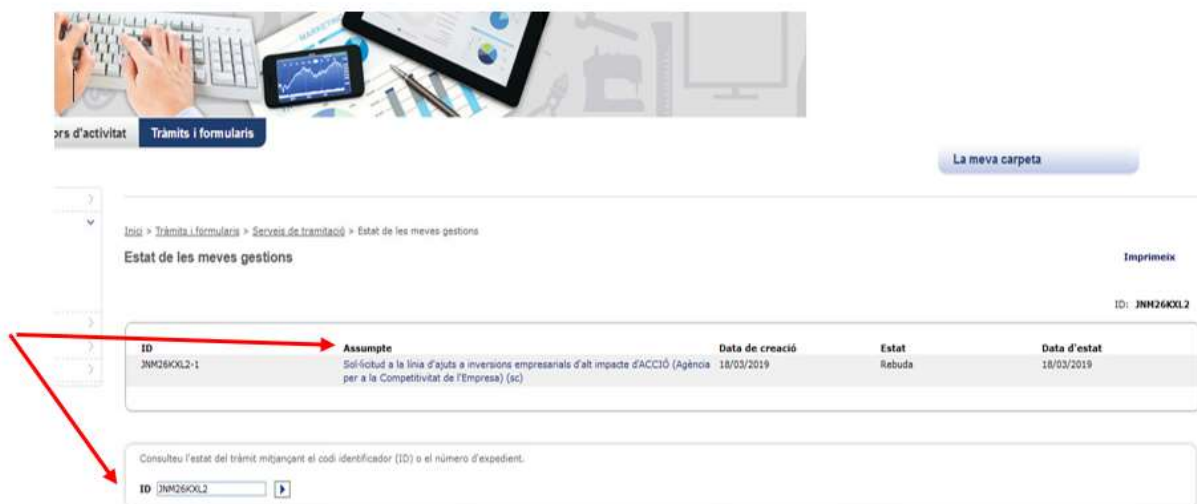 MARKETING
ors d'activitat Tràmits i formularis
La meva carpeta
Inici > Tràmits i formularis > Serveis de tramitació > Estat de les meves gestions
Estat de les meves gestions
Imprimeix
ID: JNM26KXL2
ID Assumpte Data de creació Estat Data d'estat
JNM26KXL2-1 Sol·licitud a la línia d'ajuts a inversions empresarials d'alt impacte d'ACCIÓ (Agència 18/03/2019 Rebuda 18/03/2019
per a la Competitivitat de l'Empresa) (sc)
Consulteu l'estat del tràmit mitjançant el codi identificador (ID) o el número d'expedient.
ID JNM26KXL2